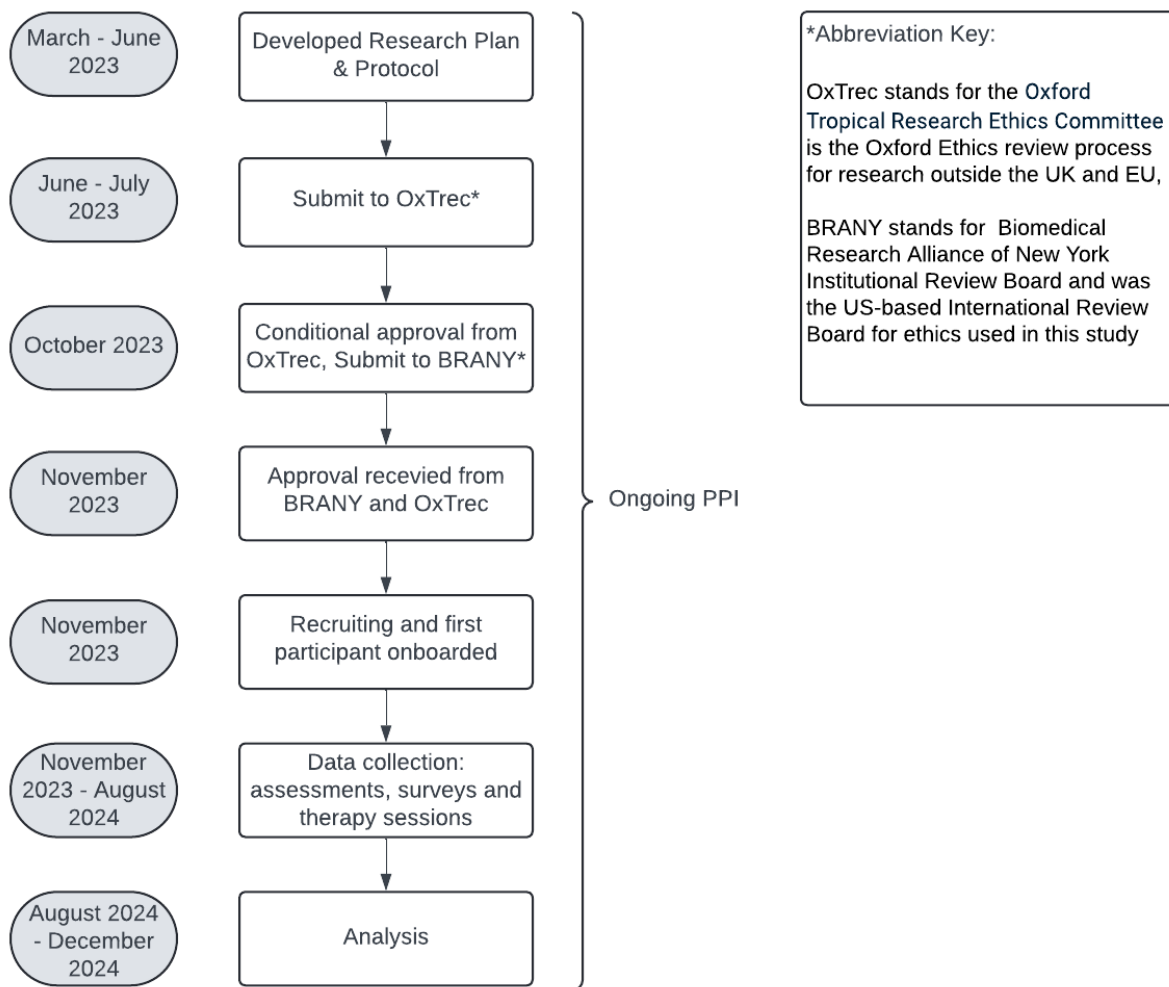 March - June
2023
Developed Research Plan
& Protocol
June - July
2023
Submit to OxTrec*
October 2023
Conditional approval from
OxTrec, Submit to BRANY*
November
2023
Approval recevied from
BRANY and OxTrec
November
2023
Recruiting and first
participant onboarded
November
2023 - August
2024
Data collection:
assessments, surveys and
therapy sessions
August 2024
- December
2024
Analysis
Ongoing PPI
*Abbreviation Key:
OxTrec stands for the Oxford
Tropical Research Ethics Committee
is the Oxford Ethics review process
for research outside the UK and EU,
BRANY stands for  Biomedical
Research Alliance of New York
Institutional Review Board and was
the US-based International Review
Board for ethics used in this study